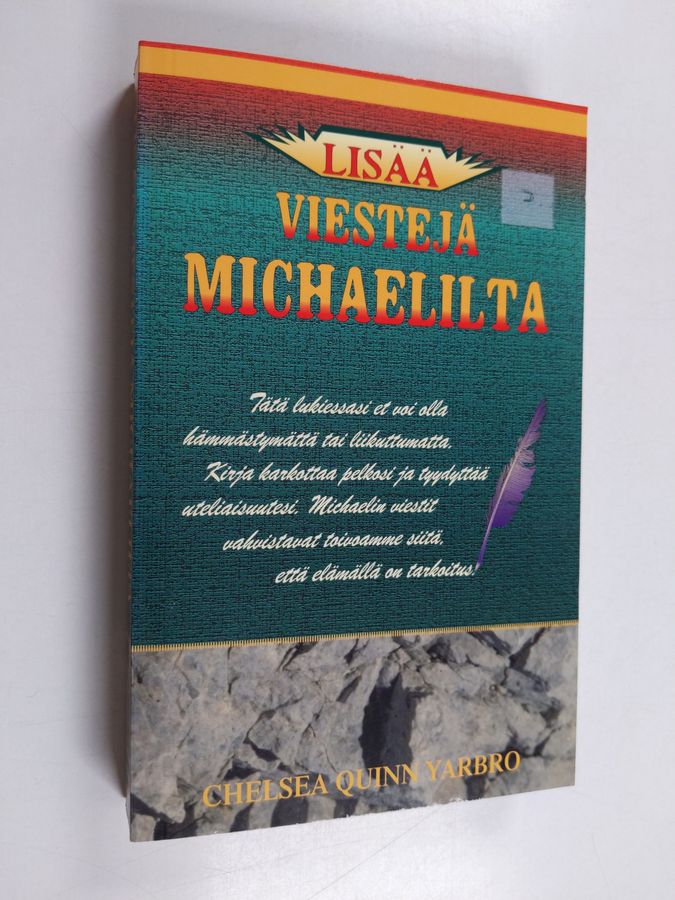 LISÄÄ
VIESTEJÄ
MICHAELILTA
Tätä lukiessasi et voi olla
hämmästymättä tai liikuttumatta.
Kirja karkottaa pelkosi ja tyydyttää
uteliaisuutesi. Michaelin viestit
vahvistavat toivoamme siitä,
että elämällä on tarkoitus.
CHELSEA QUINN YARBRO